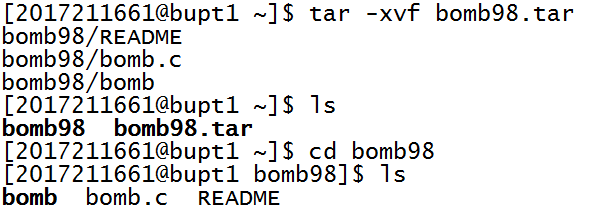 [2017211661@bupt1 ~]$ tar -xvf bomb98.tar
bomb98/README
bomb98/bomb.c
bomb98/bomb
[2017211661@bupt1 ~]$ ls
bomb98  bomb98.tar
[2017211661@bupt1 ~]$ cd bomb98
[2017211661@bupt1 bomb98]$ ls
bomb  bomb.c  README